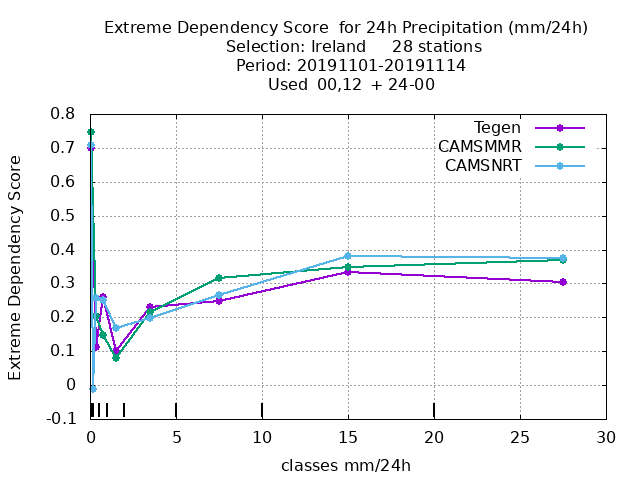 Extreme Dependency Score  for 24h Precipitation (mm/24h)
Selection: Ireland     28 stations
Period: 20191101-20191114
Used  00,12  + 24-00
Extreme Dependency Score
0.8
0.7
0.6
0.5
0.4
0.3
0.2
0.1
0
-0.1
Tegen
CAMSMMR
CAMSNRT
0 5 10 15 20 25 30
classes mm/24h